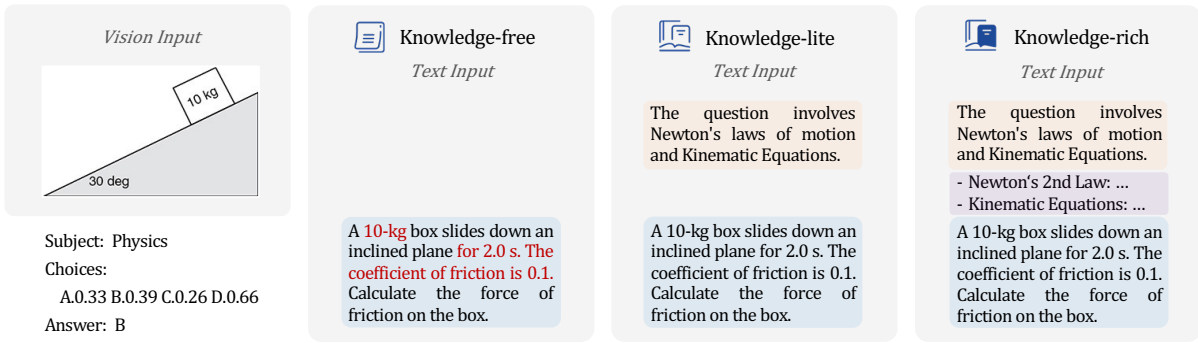 Vision Input
10 kg
30 deg
Subject: Physics
Choices:
A.0.33 B.0.39 C.0.26 D.0.66
Answer: B
Knowledge-free
Text Input
A 10-kg box slides down an
inclined plane for 2.0 s. The
coefficient of friction is 0.1.
Calculate the force of
friction on the box.
Knowledge-lite
Text Input
The question involves
Newton's laws of motion
and Kinematic Equations.
A 10-kg box slides down an
inclined plane for 2.0 s. The
coefficient of friction is 0.1.
Calculate the force of
friction on the box.
Knowledge-rich
Text Input
The question involves
Newton's laws of motion
and Kinematic Equations.
- Newton‘s 2nd Law: ...
- Kinematic Equations: ...
A 10-kg box slides down an
inclined plane for 2.0 s. The
coefficient of friction is 0.1.
Calculate the force of
friction on the box.